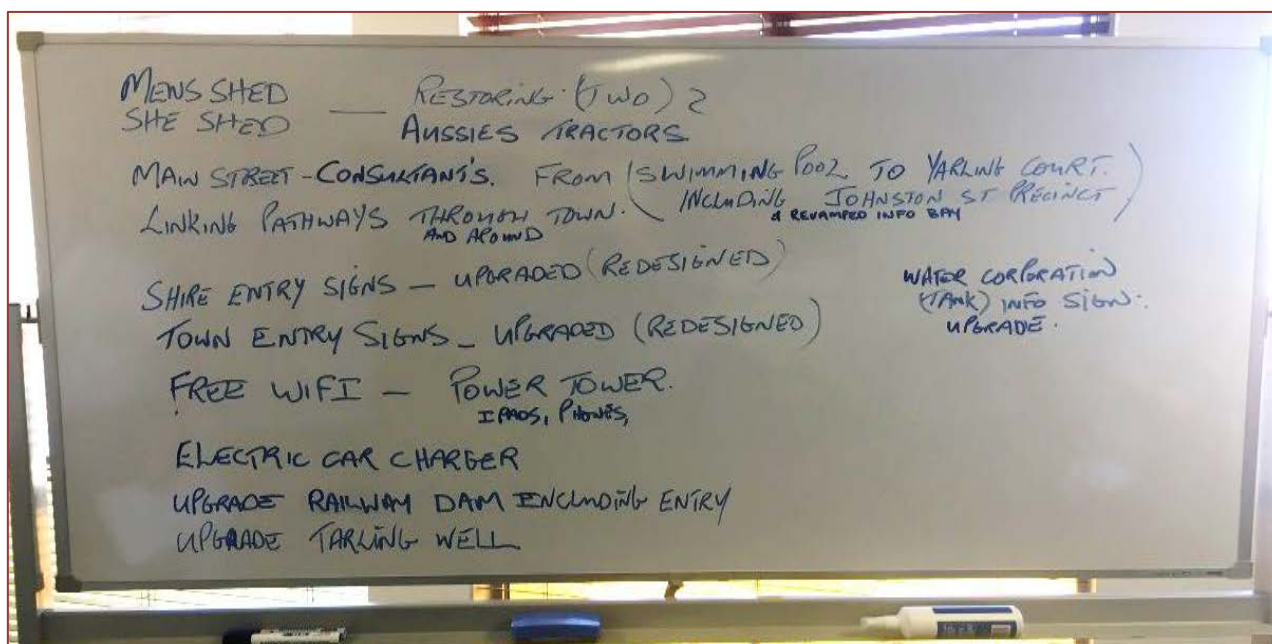 MENS SHED
SHE SHED
— RESTORING (TWO) 2
AUSSIES TRACTORS
MAIN STREET - CONSULTANT'S. FROM (SWIMMING POOL TO YARLING COURT.
LINKING PATHWAYS THROUGH TOWN. INCLUDING JOHNSTON ST PRECINCT)
AND AROUND
& REVAMPED INFO BAY
SHIRE ENTRY SIGNS — UPGRADED (REDESIGNED)
TOWN ENTRY SIGNS - UPGRADED (REDESIGNED)
WATER CORPORATION
(TANK) INFO SIGN.
UPGRADE.
FREE WIFI — POWER TOWER.
IPADS, PHONES,
ELECTRIC CAR CHARGER
UPGRADE RAILWAY DAM ENCLUDING ENTRY
UPGRADE TARLING WELL